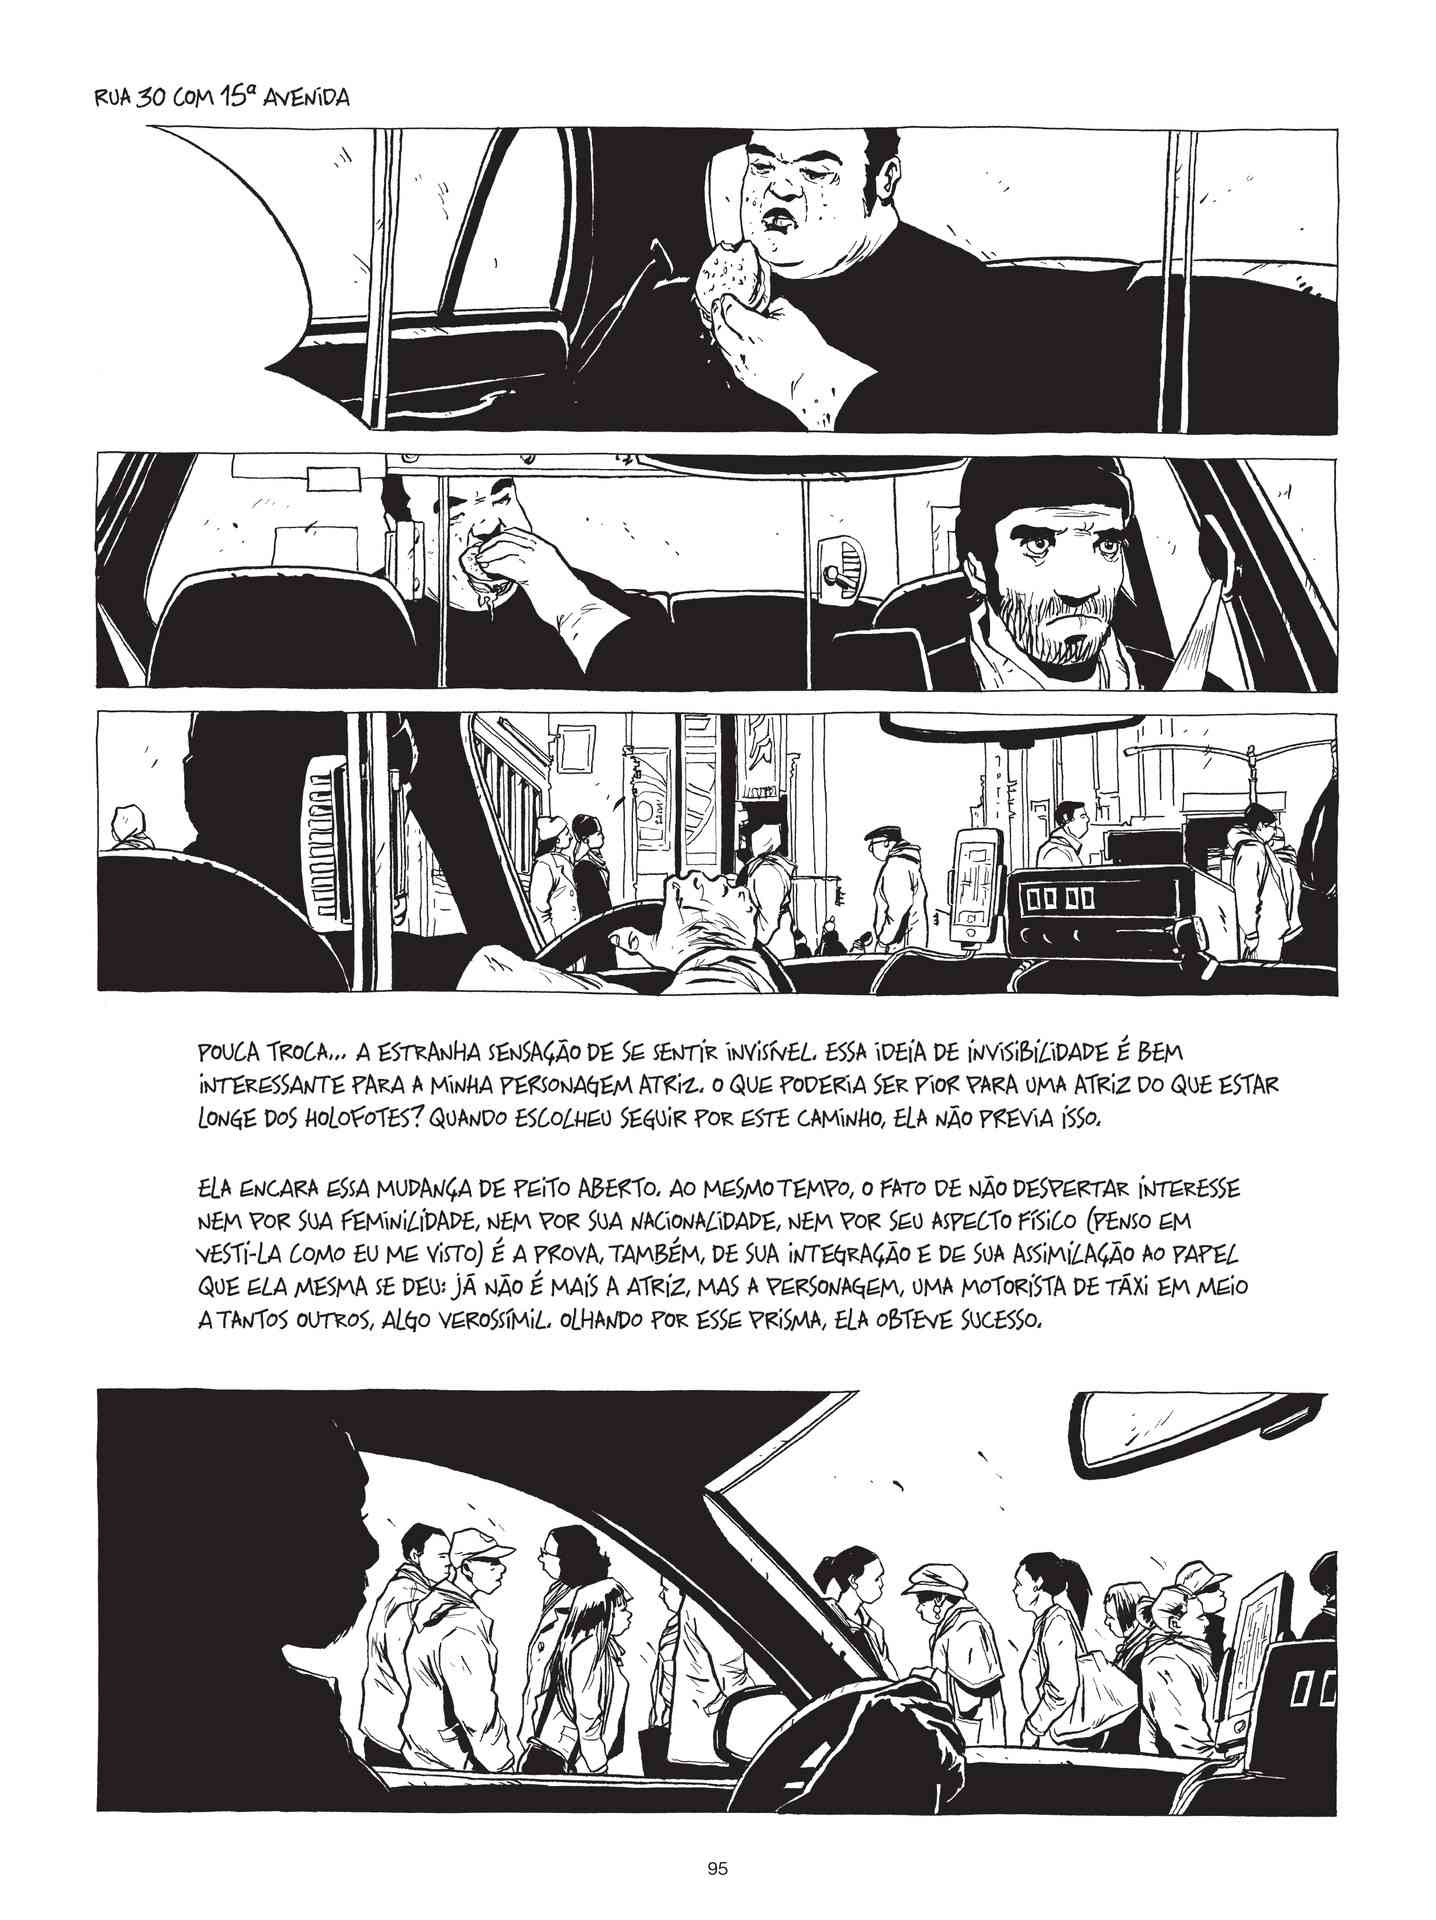 RUA 30 COM 15ª AVENIDA
POUCA TROCA... A ESTRANHA SENSAÇÃO DE SE SENTIR INVISÍVEL. ESSA IDEIA DE INVISIBILIDADE É BEM
INTERESSANTE PARA A MINHA PERSONAGEM ATRIZ. O QUE PODERIA SER PIOR PARA UMA ATRIZ DO QUE ESTAR
LONGE DOS HOLOFOTES? QUANDO ESCOLHEU SEGUIR POR ESTE CAMINHO, ELA NÃO PREVIA ISSO.
ELA ENCARA ESSA MUDANÇA DE PEITO ABERTO. AO MESMO TEMPO, O FATO DE NÃO DESPERTAR INTERESSE
NEM POR SUA FEMINILIDADE, NEM POR SUA NACIONALIDADE, NEM POR SEU ASPECTO FÍSICO (PENSO EM
VESTI-LA COMO EU ME VISTO) É A PROVA, TAMBÉM, DE SUA INTEGRAÇÃO E DE SUA ASSIMILAÇÃO AO PAPEL
QUE ELA MESMA SE DEU: JÁ NÃO É MAIS A ATRIZ, MAS A PERSONAGEM, UMA MOTORISTA DE TÁXI EM MEIO
A TANTOS OUTROS, ALGO VEROSSÍMIL. OLHANDO POR ESSE PRISMA, ELA OBTEVE SUCESSO.
95